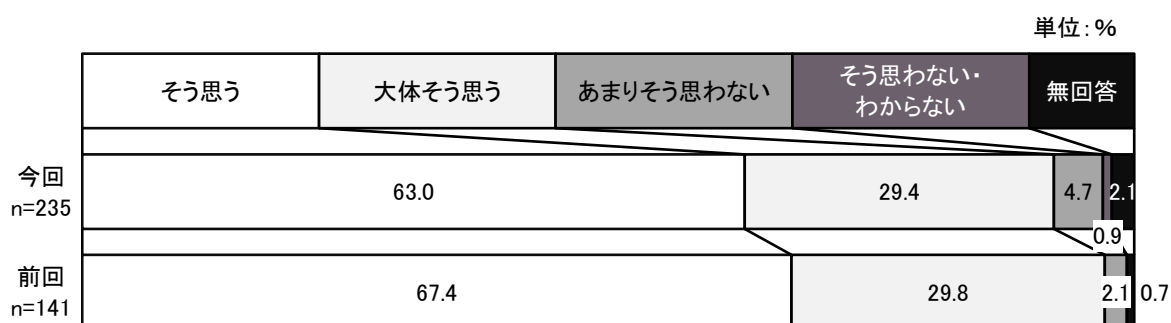 単位：％
そう思う 大体そう思う あまりそう思わない そう思わない・ 無回答
わからない
今回
n=235
63.0 29.4 4.7 2.1
0.9
前回
n=141
67.4 29.8 2.1 0.7